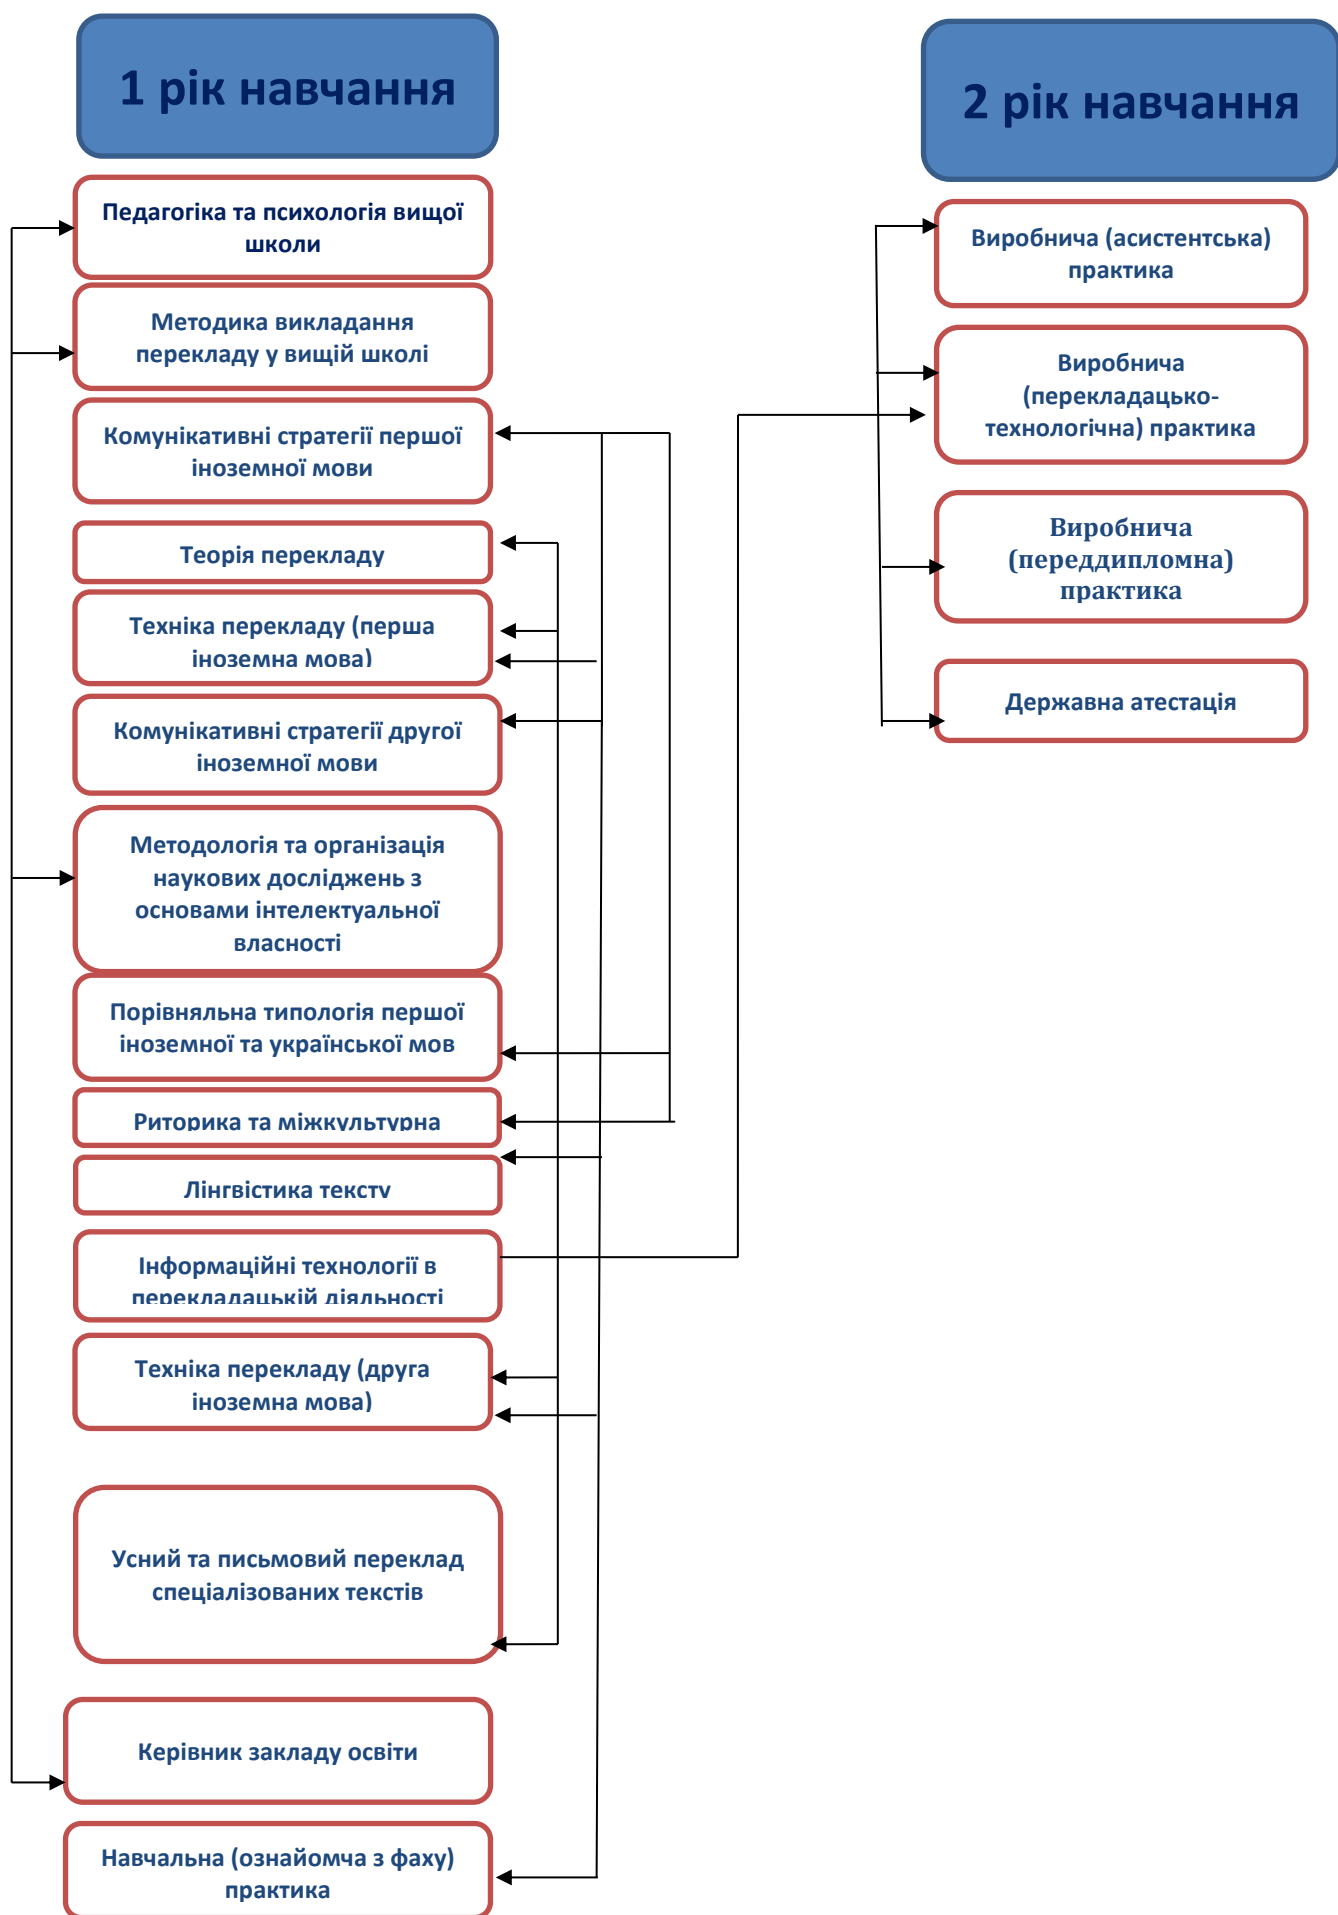 1 рік навчання
Педагогіка та психологія вищої
школи
Методика викладання
перекладу у вищій школі
Комунікативні стратегії першої
іноземної мови
Теорія перекладу
Техніка перекладу (перша
іноземна мова)
Комунікативні стратегії другої
іноземної мови
Методологія та організація
наукових досліджень з
основами інтелектуальної
власності
Порівняльна типологія першої
іноземної та української мов
Риторика та міжкультурна
Лінгвістика тексту
Інформаційні технології в
перекладацькій діяльності
Техніка перекладу (друга
іноземна мова)
Усний та письмовий переклад
спеціалізованих текстів
Керівник закладу освіти
Навчальна (ознайомча з фаху)
практика
2 рік навчання
Виробнича (асистентська)
практика
Виробнича
(перекладацько-
технологічна) практика
Виробнича
(переддипломна)
практика
Державна атестація